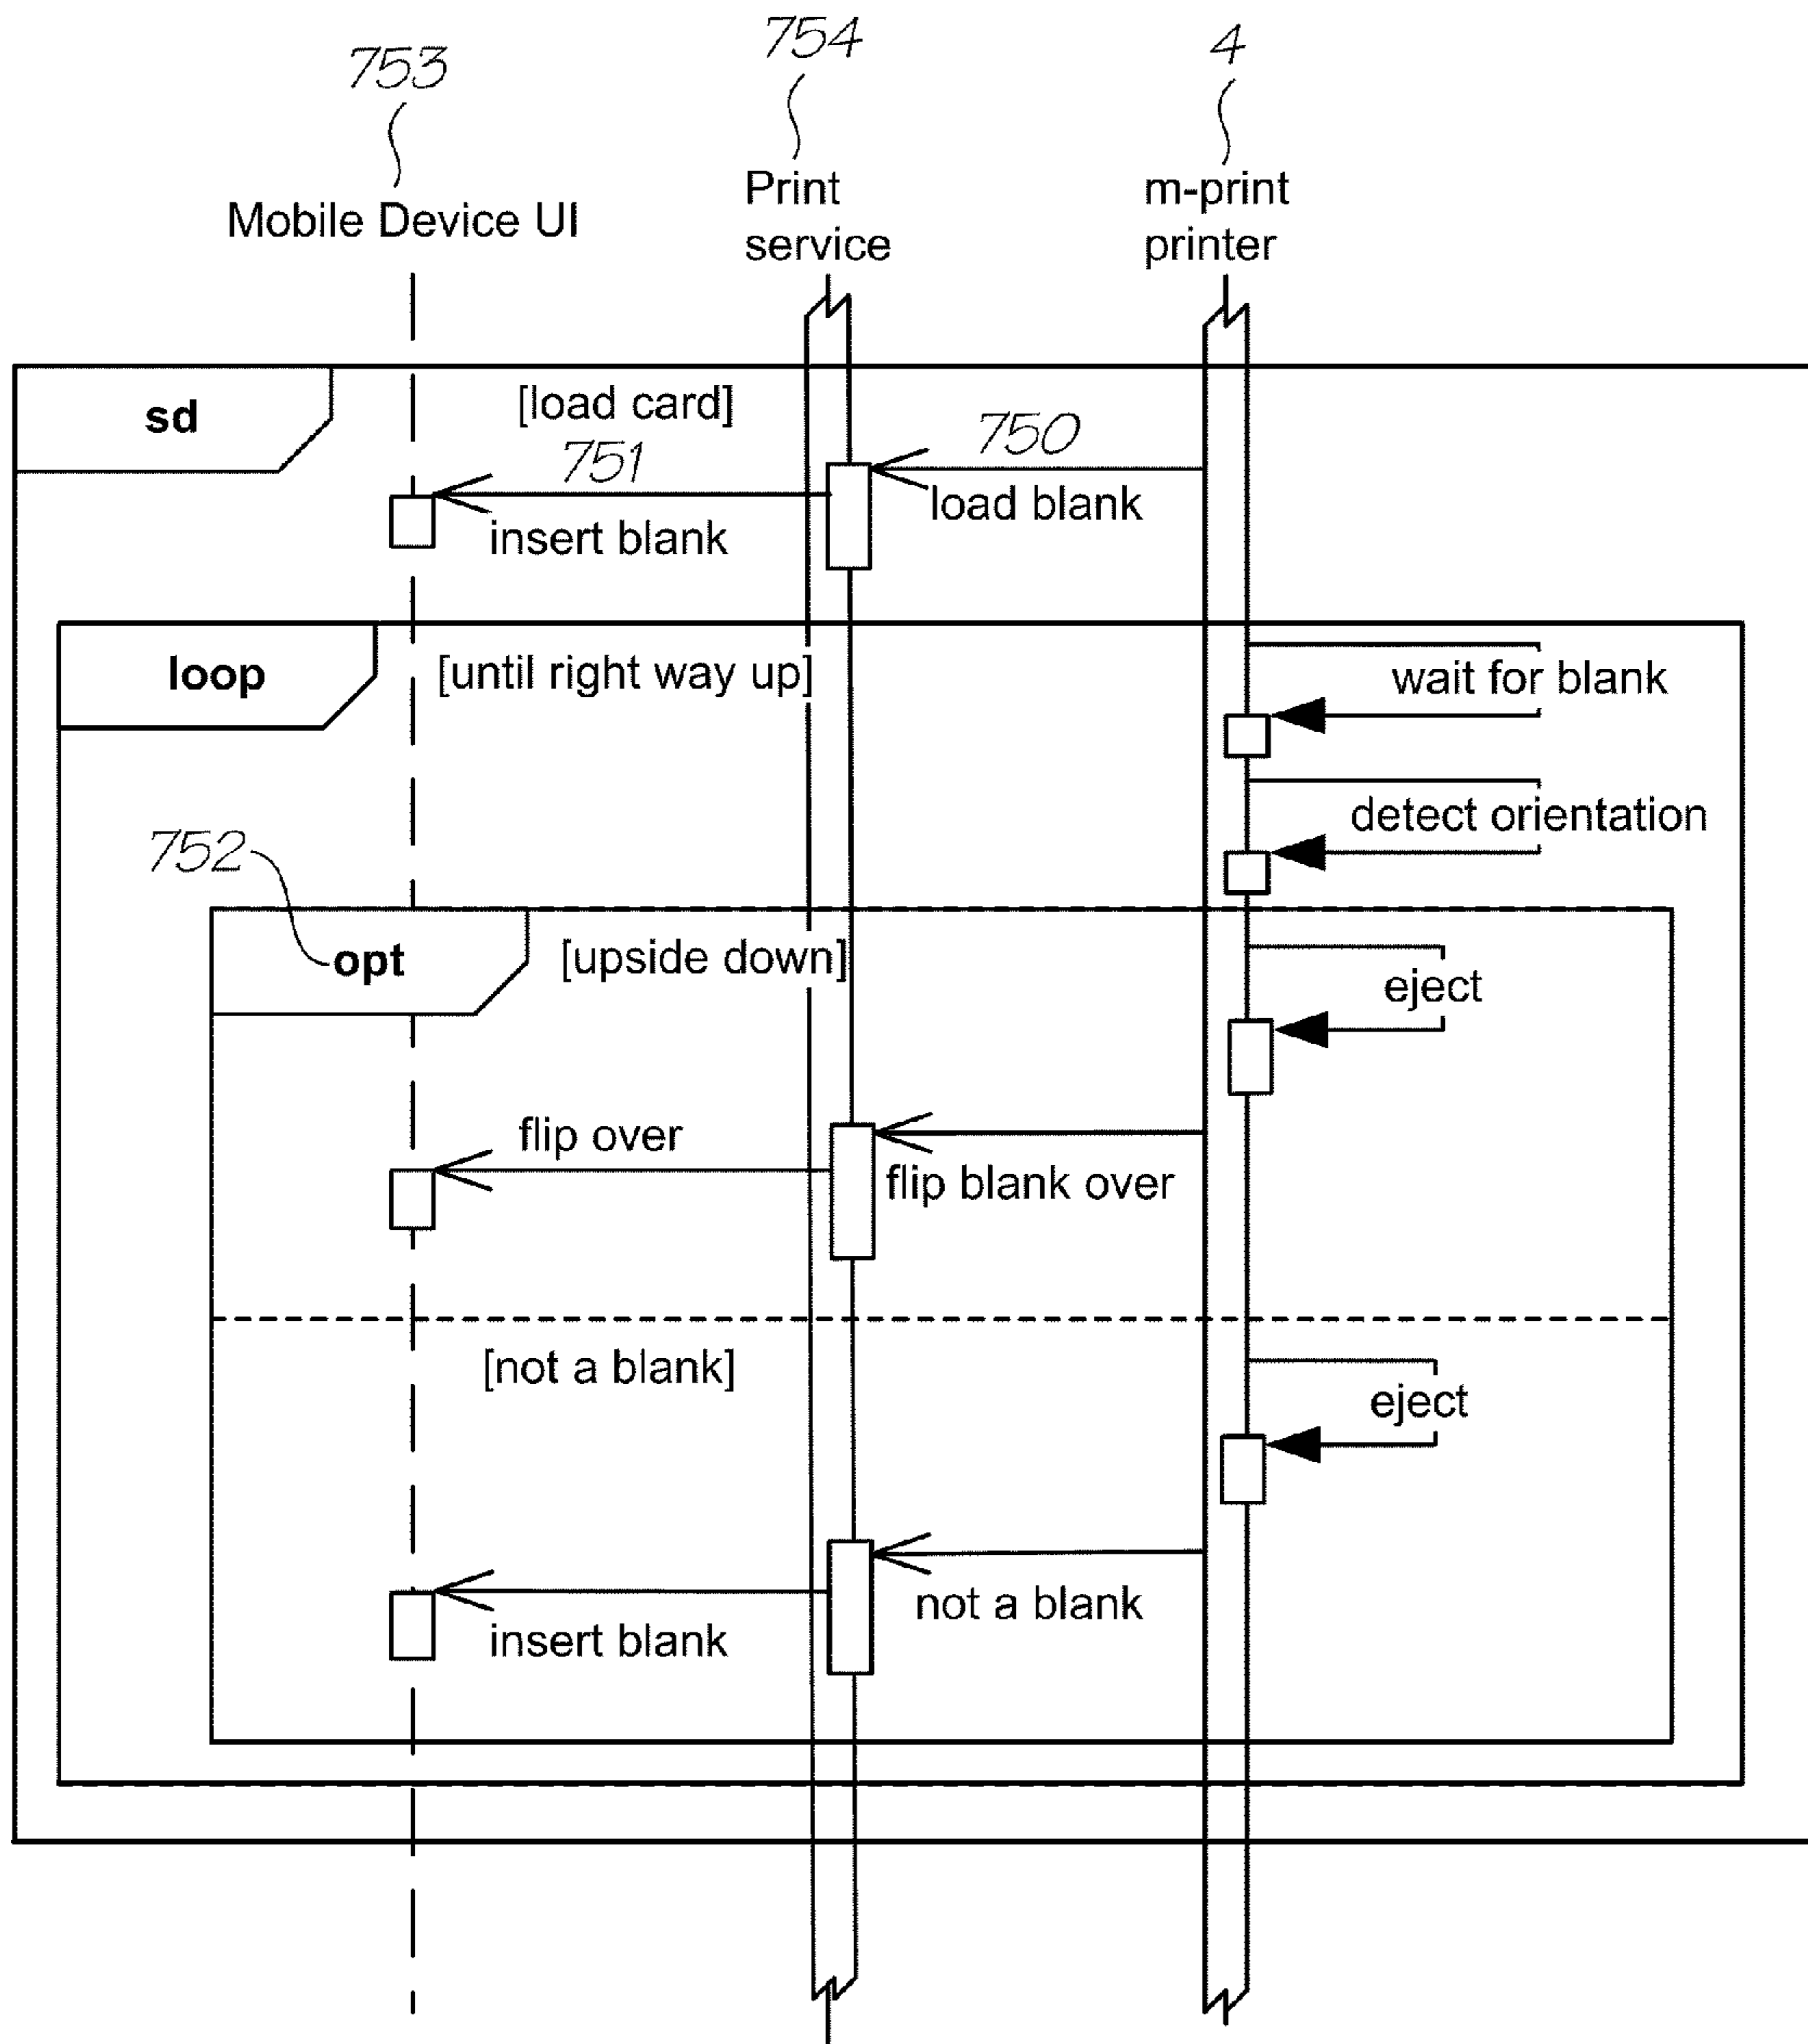 753
754
4
Mobile Device UI
Print
service
m-print
printer
sd
[load card]
751
750
insert blank
load blank
loop
[until right way up]
wait for blank
detect orientation
752
opt
[upside down]
eject
flip over
flip blank over
[not a blank]
eject
not a blank
insert blank